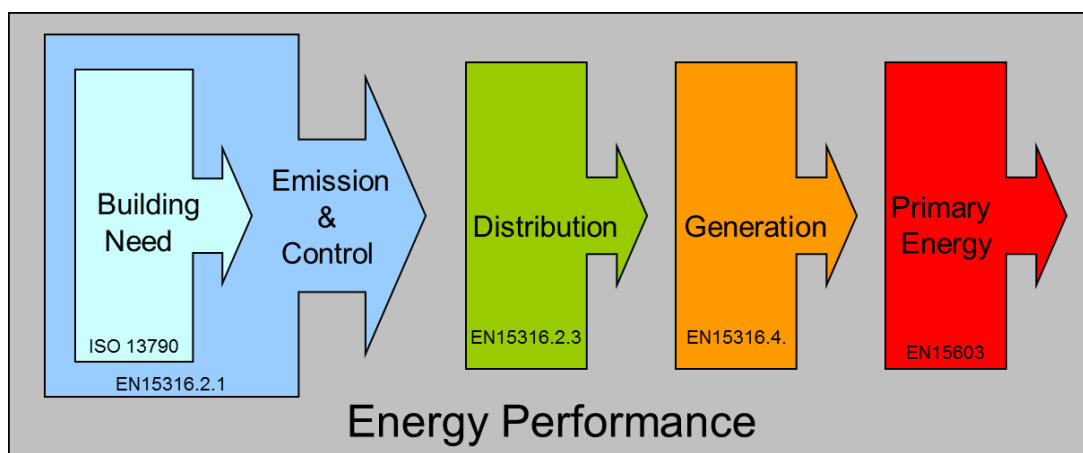 Building
Need
ISO 13790
Emission
&
Control
EN15316.2.1
Distribution
EN15316.2.3
Generation
EN15316.4.
Primary
Energy
EN15603
Energy Performance